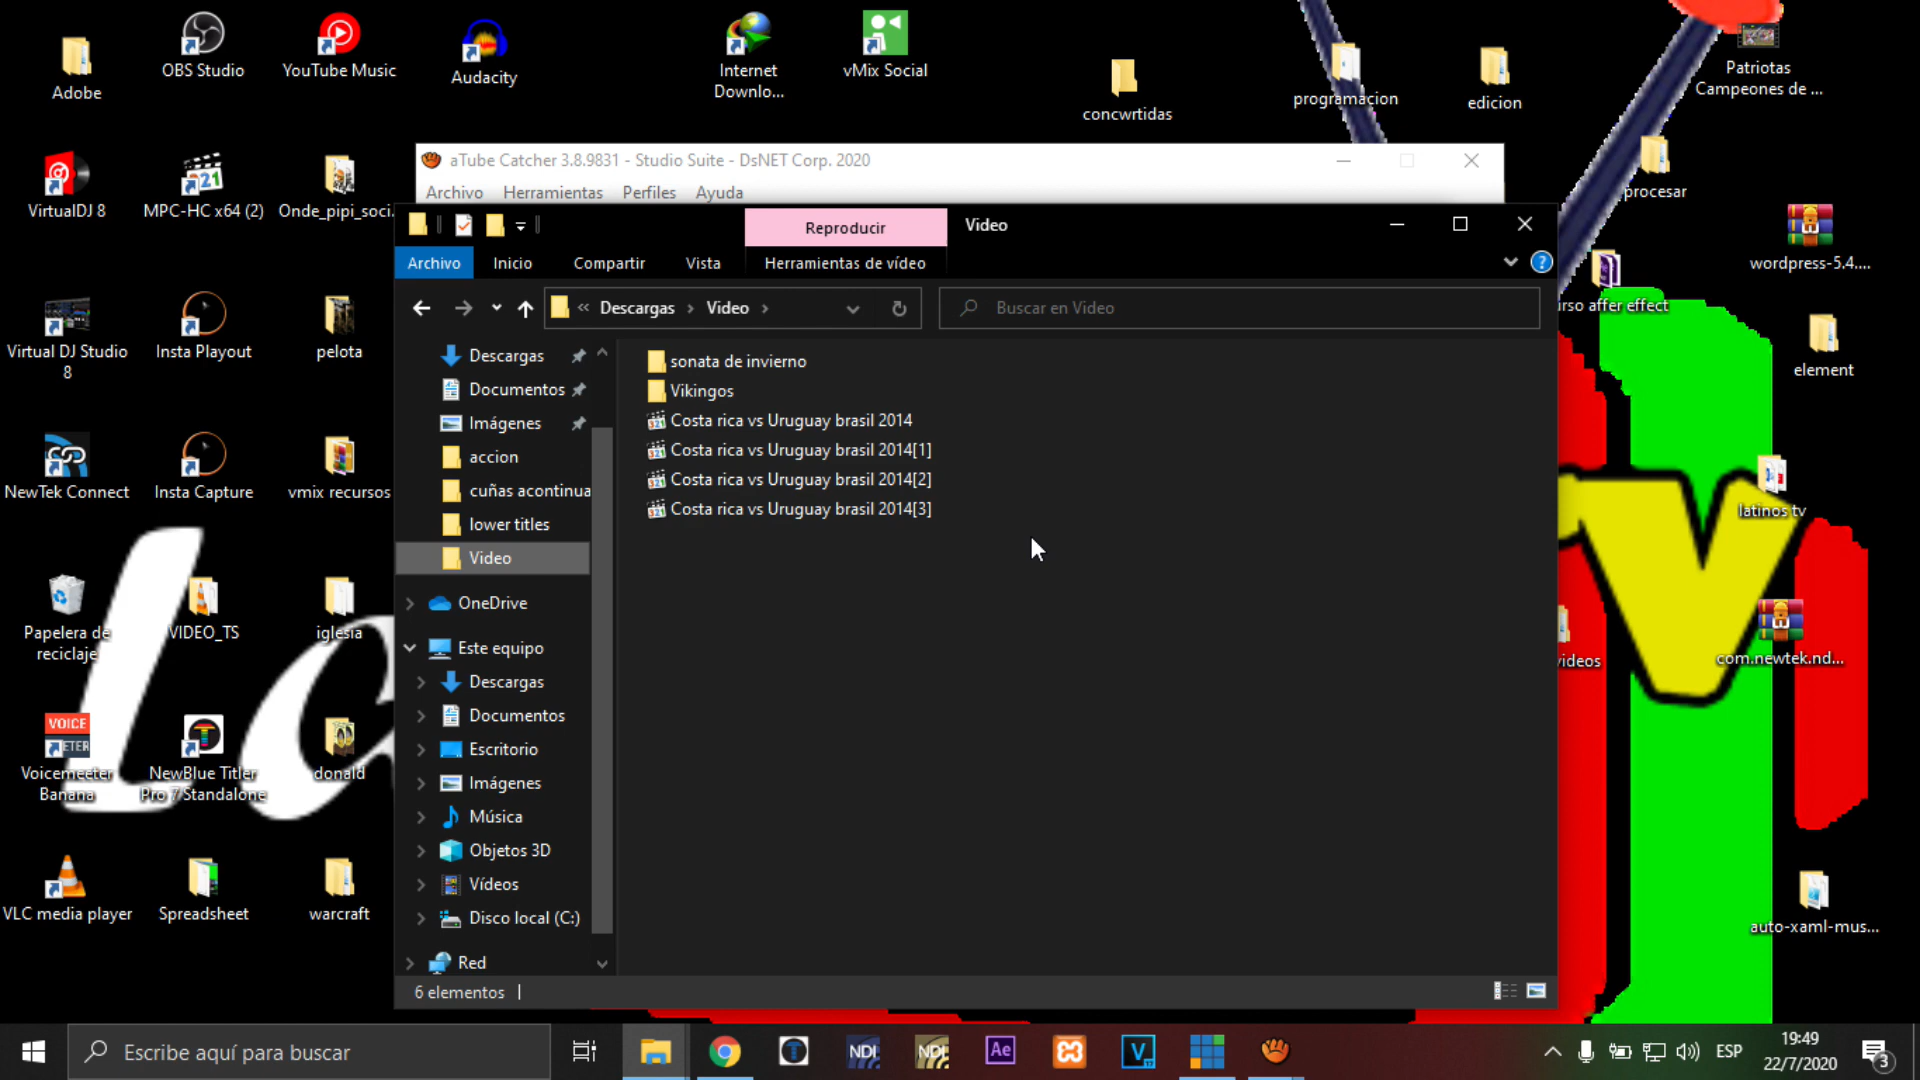 Adobe
OBS Studio
YouTube Music
Audacity
Internet
Downlo...
vMix Social
concwrtidas
programacion
edicion
Patriotas
Campeones de ...
VirtualDJ 8
MPC-HC x64 (2)
Onde_pipi_soci...
procesar
wordpress-5.4....
Virtual DJ Studio
8
Insta Playout
pelota
urso affer effect
element
NewTek Connect
Insta Capture
vmix recursos
latinos tv
Papelera de
reciclaje
VIDEO_TS
iglesia
videos
com.newtek.nd...
VOICE
METER
Voicemeeter
Banana
NewBlue Titler
Pro 7 Standalone
donald
VLC media player
Spreadsheet
warcraft
auto-xaml-mus...
aTube Catcher 3.8.9831 - Studio Suite - DsNET Corp. 2020
Archivo Herramientas Perfiles Ayuda
Reproducir Video
Archivo Inicio Compartir Vista Herramientas de vídeo
« Descargas › Video › Buscar en Video
Descargas
Documentos
Imágenes
accion
cuñas acontinua
lower titles
Video
OneDrive
Este equipo
Descargas
Documentos
Escritorio
Imágenes
Música
Objetos 3D
Vídeos
Disco local (C:)
Red
sonata de invierno
Vikingos
Costa rica vs Uruguay brasil 2014
Costa rica vs Uruguay brasil 2014[1]
Costa rica vs Uruguay brasil 2014[2]
Costa rica vs Uruguay brasil 2014[3]
6 elementos
Escribe aquí para buscar
NDI
NDI
Ae
V
ESP
19:49
22/7/2020
3